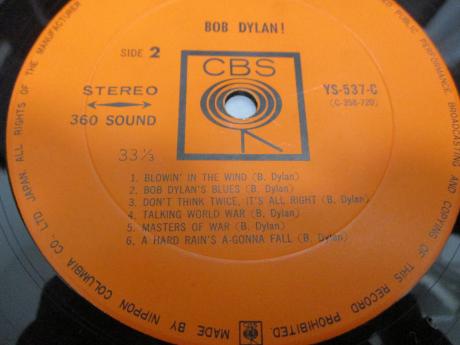 BOB DYLAN!
SIDE 2
CBS
STEREO
360 SOUND
YS-537-C
(C-358-720)
33⅓
1. BLOWIN' IN THE WIND (B. Dylan)
2. BOB DYLAN'S BLUES (B. Dylan)
3. DON'T THINK TWICE, IT'S ALL RIGHT (B. Dylan)
4. TALKING WORLD WAR (B. Dylan)
5. MASTERS OF WAR (B. Dylan)
6. A HARD RAIN'S A-GONNA FALL (B. Dylan)
MADE BY NIPPON COLUMBIA CO. LTD. JAPAN. ALL RIGHTS OF THE MANUFACTURER
PUBLIC PERFORMANCE BROADCASTING AND COPYING OF THIS RECORD PROHIBITED.